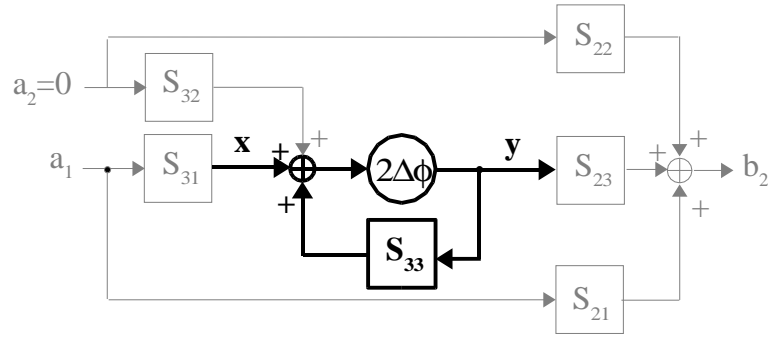 S₂₂
a₂=0
S₃₂
+
+
x
+
y
+
a₁
S₃₁
2Δϕ
S₂₃
b₂
+
+
S₃₃
S₂₁